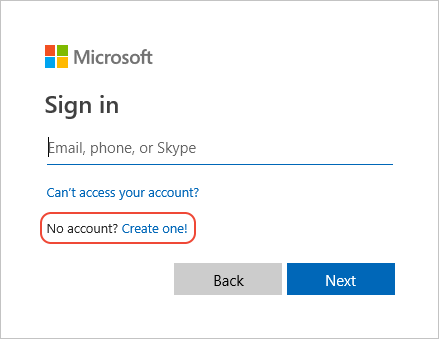 Microsoft
Sign in
Email, phone, or Skype
Can't access your account?
No account? Create one!
Back
Next